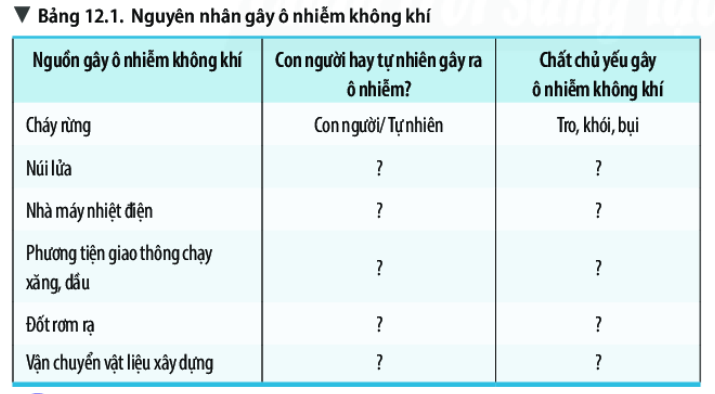 ▼ Bảng 12.1. Nguyên nhân gây ô nhiễm không khí
Nguồn gây ô nhiễm không khí
Con người hay tự nhiên gây ra
ô nhiễm?
Chất chủ yếu gây
ô nhiễm không khí
Cháy rừng
Con người/ Tự nhiên
Tro, khói, bụi
Núi lửa
?
?
Nhà máy nhiệt điện
?
?
Phương tiện giao thông chạy
xăng, dầu
?
?
Đốt rơm rạ
?
?
Vận chuyển vật liệu xây dựng
?
?